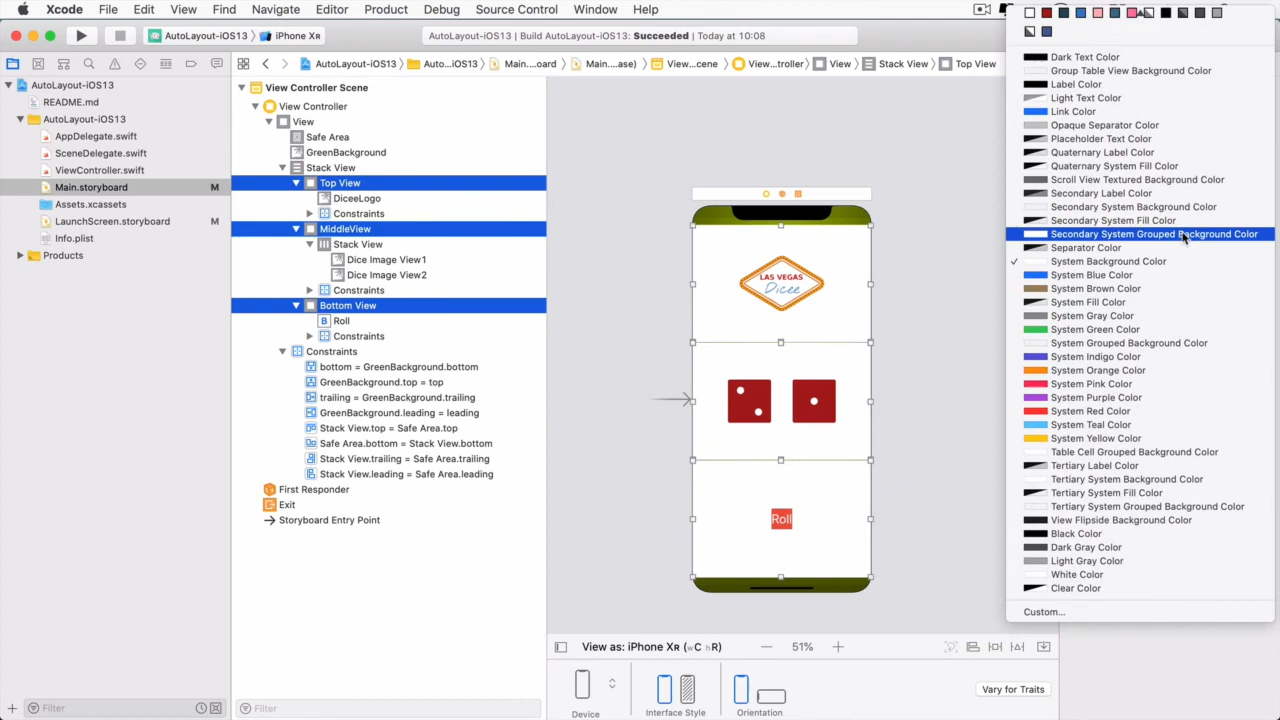 Xcode File Edit View Find Navigate Editor Product Debug Source Control Window Help
AutoLayout-iOS13 iPhone XR
AutoLayout-iOS13 | Build AutoLayout-iOS13: Succeeded | Today at 10:08
AutoLayout-iOS13 Auto...iOS13 Main....oard Main....ase) View...cene View...troller View Stack View Top View
AutoLayout-iOS13
README.md
AutoLayout-iOS13
AppDelegate.swift
SceneDelegate.swift
ViewController.swift
Main.storyboard M
Assets.xcassets
LaunchScreen.storyboard M
Info.plist
Products
Filter
View Controller Scene
View Controller
View
Safe Area
GreenBackground
Stack View
Top View
DiceeLogo
Constraints
MiddleView
Stack View
Dice Image View1
Dice Image View2
Constraints
Bottom View
Roll
Constraints
Constraints
bottom = GreenBackground.bottom
GreenBackground.top = top
trailing = GreenBackground.trailing
GreenBackground.leading = leading
Stack View.top = Safe Area.top
Safe Area.bottom = Stack View.bottom
Stack View.trailing = Safe Area.trailing
Stack View.leading = Safe Area.leading
First Responder
Exit
Storyboard Entry Point
Filter
LAS VEGAS
Dicee
Roll
View as: iPhone XR (wC hR)
51%
Device
Interface Style
Orientation
Vary for Traits
Dark Text Color
Group Table View Background Color
Label Color
Light Text Color
Link Color
Opaque Separator Color
Placeholder Text Color
Quaternary Label Color
Quaternary System Fill Color
Scroll View Textured Background Color
Secondary Label Color
Secondary System Background Color
Secondary System Fill Color
Secondary System Grouped Background Color
Separator Color
System Background Color
System Blue Color
System Brown Color
System Fill Color
System Gray Color
System Green Color
System Grouped Background Color
System Indigo Color
System Orange Color
System Pink Color
System Purple Color
System Red Color
System Teal Color
System Yellow Color
Table Cell Grouped Background Color
Tertiary Label Color
Tertiary System Background Color
Tertiary System Fill Color
Tertiary System Grouped Background Color
View Flipside Background Color
Black Color
Dark Gray Color
Light Gray Color
White Color
Clear Color
Custom...